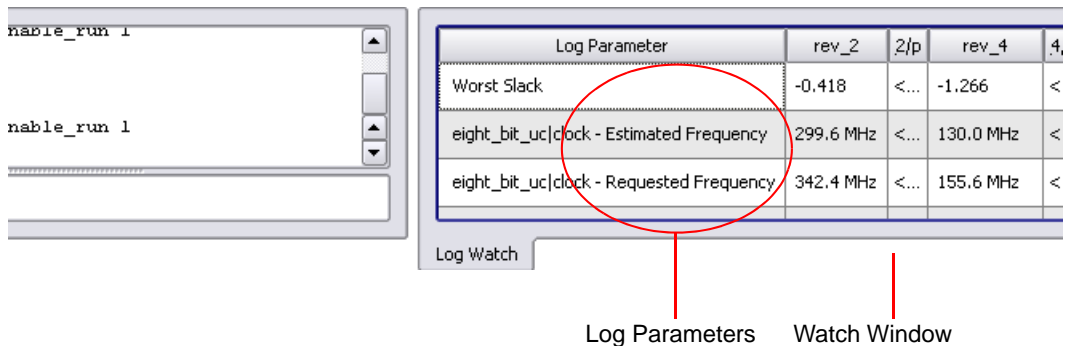 nable_run 1
nable_run 1
Log Parameter rev_2 2/p rev_4 4,
Worst Slack -0.418 <... -1.266 <
eight_bit_uc|clock - Estimated Frequency 299.6 MHz <... 130.0 MHz <
eight_bit_uc|clock - Requested Frequency 342.4 MHz <... 155.6 MHz <
Log Watch
Log Parameters Watch Window